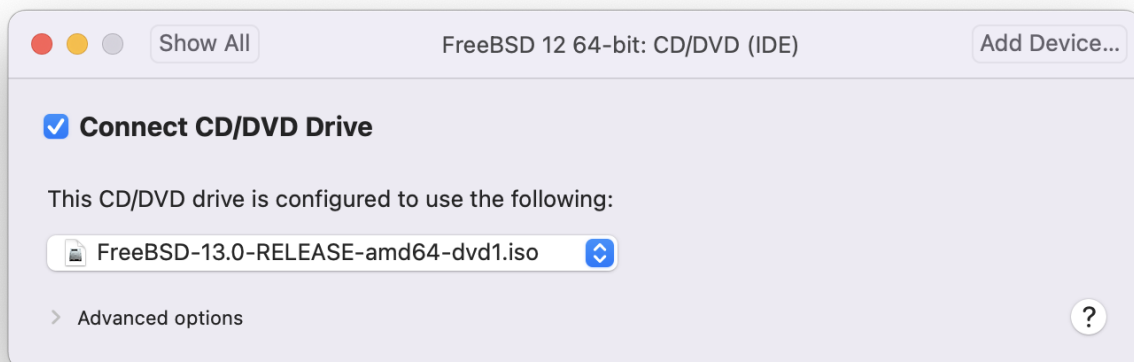 Show All FreeBSD 12 64-bit: CD/DVD (IDE) Add Device...
Connect CD/DVD Drive
This CD/DVD drive is configured to use the following:
FreeBSD-13.0-RELEASE-amd64-dvd1.iso
Advanced options ?